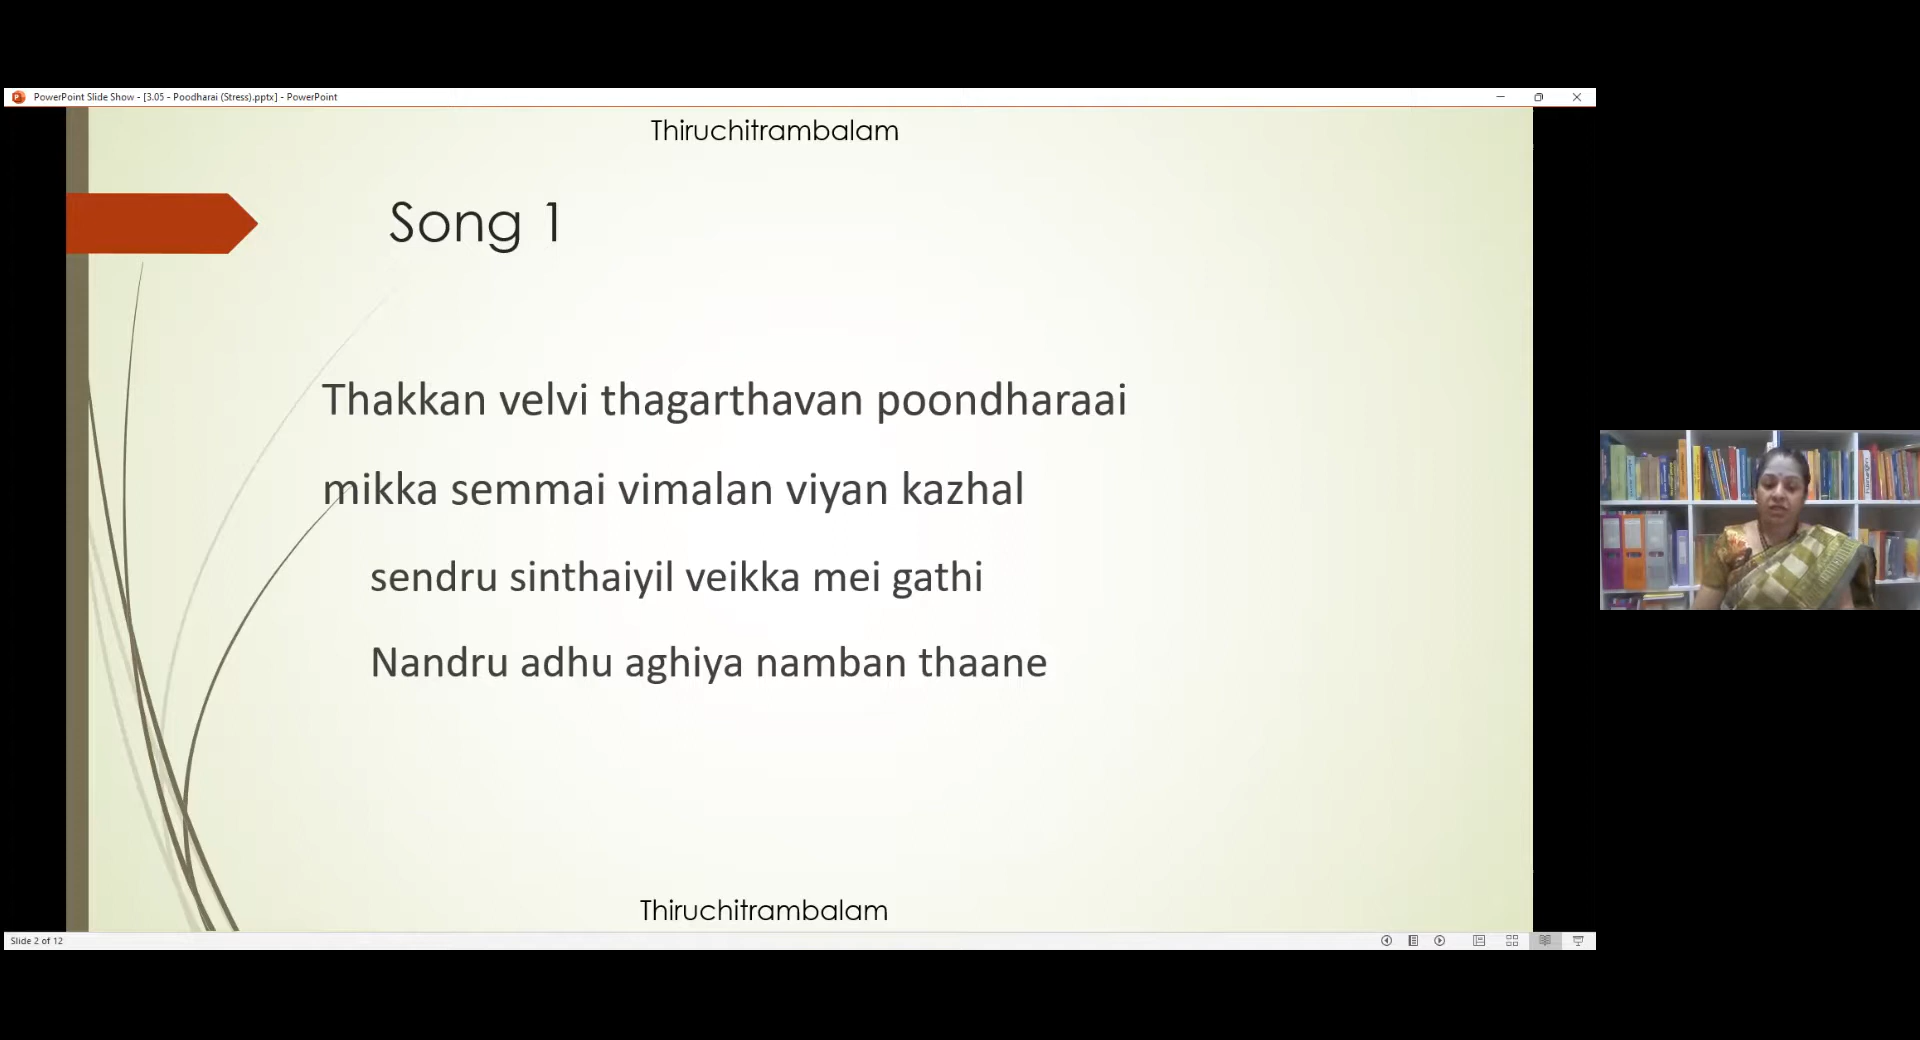 PowerPoint Slide Show - [3.05 - Poodharai (Stress).pptx] - PowerPoint
Thiruchitrambalam
Song 1
Thakkan velvi thagarthavan poondharaai
mikka semmai vimalan viyan kazhal
sendru sinthaiyil veikka mei gathi
Nandru adhu aghiya namban thaane
Thiruchitrambalam
Slide 2 of 12